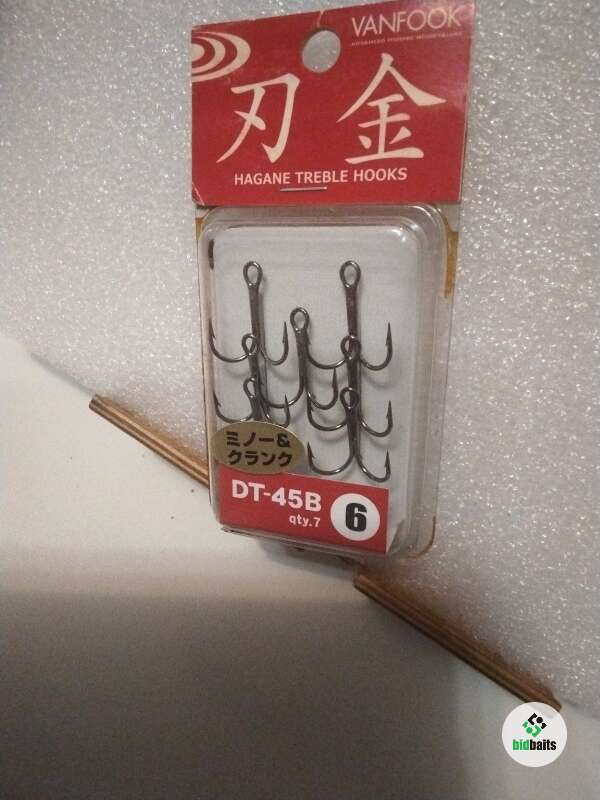 VANFOOK
刃金
HAGANE TREBLE HOOKS
ミノー&
クランク
DT-45B
qty.7
6
bidbaits